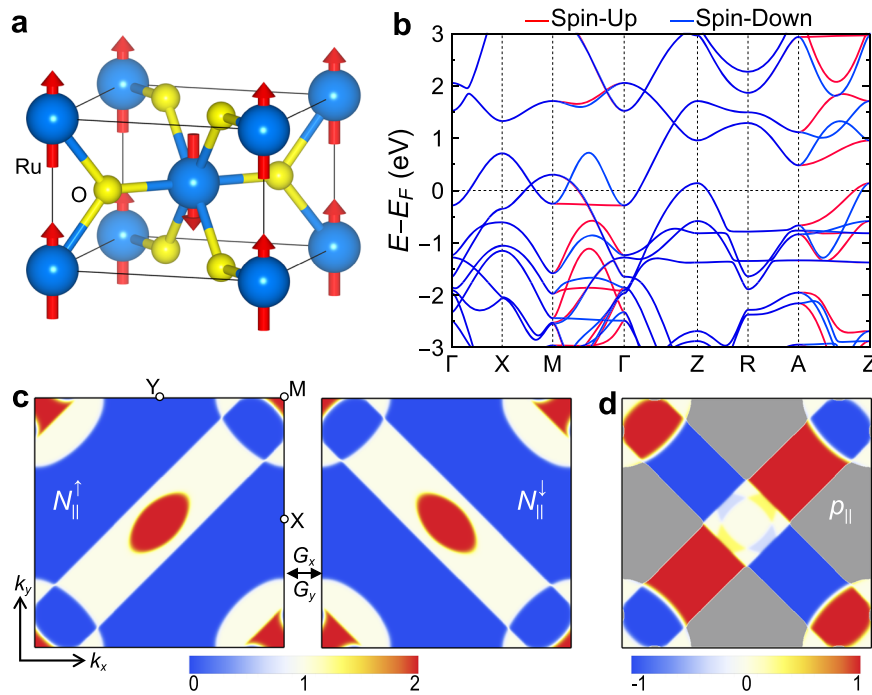 a
Ru
O
b
Spin-Up
Spin-Down
E−E_F (eV)
3
2
1
0
−1
−2
−3
Γ X M Γ Z R A Z
c
Y
M
N_||^↑
X
G_x
G_y
N_||^↓
k_y
k_x
0 1 2
d
p_||
-1 0 1